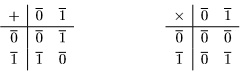 + | 0̅ 1̅ × | 0̅ 1̅
0̅ | 0̅ 1̅ 0̅ | 0̅ 0̅
1̅ | 1̅ 0̅ 1̅ | 0̅ 1̅